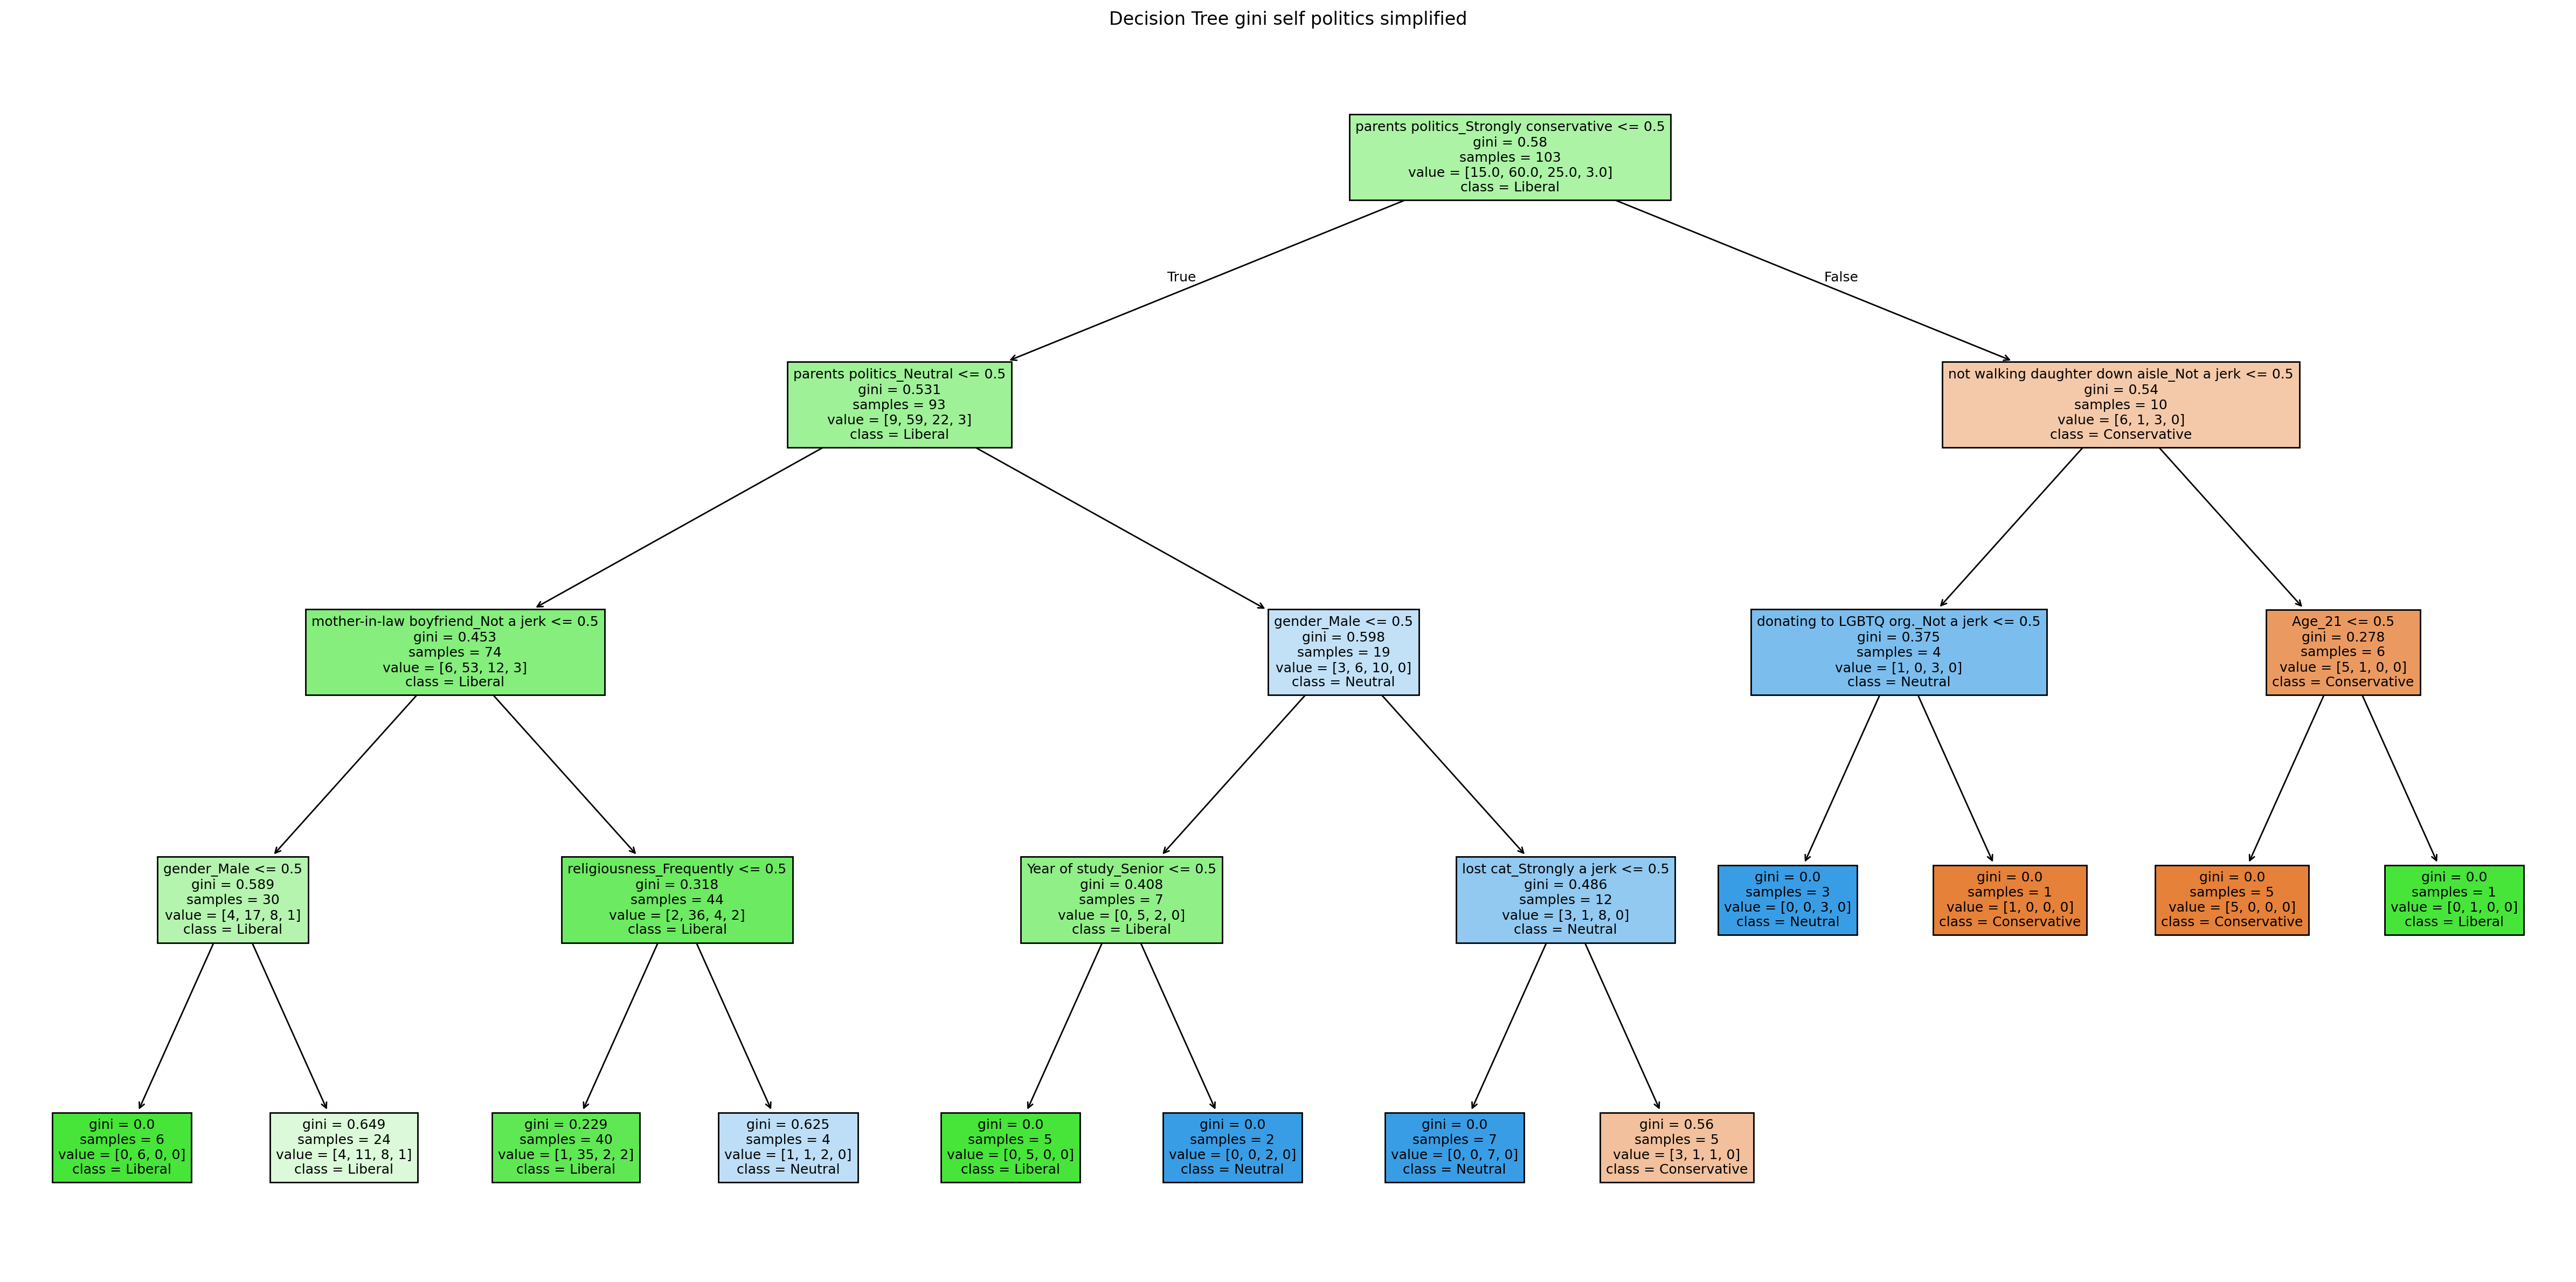 Decision Tree gini self politics simplified
parents politics_Strongly conservative <= 0.5
gini = 0.58
samples = 103
value = [15.0, 60.0, 25.0, 3.0]
class = Liberal
True
False
parents politics_Neutral <= 0.5
gini = 0.531
samples = 93
value = [9, 59, 22, 3]
class = Liberal
not walking daughter down aisle_Not a jerk <= 0.5
gini = 0.54
samples = 10
value = [6, 1, 3, 0]
class = Conservative
mother-in-law boyfriend_Not a jerk <= 0.5
gini = 0.453
samples = 74
value = [6, 53, 12, 3]
class = Liberal
gender_Male <= 0.5
gini = 0.598
samples = 19
value = [3, 6, 10, 0]
class = Neutral
donating to LGBTQ org._Not a jerk <= 0.5
gini = 0.375
samples = 4
value = [1, 0, 3, 0]
class = Neutral
Age_21 <= 0.5
gini = 0.278
samples = 6
value = [5, 1, 0, 0]
class = Conservative
gender_Male <= 0.5
gini = 0.589
samples = 30
value = [4, 17, 8, 1]
class = Liberal
religiousness_Frequently <= 0.5
gini = 0.318
samples = 44
value = [2, 36, 4, 2]
class = Liberal
Year of study_Senior <= 0.5
gini = 0.408
samples = 7
value = [0, 5, 2, 0]
class = Liberal
lost cat_Strongly a jerk <= 0.5
gini = 0.486
samples = 12
value = [3, 1, 8, 0]
class = Neutral
gini = 0.0
samples = 3
value = [0, 0, 3, 0]
class = Neutral
gini = 0.0
samples = 1
value = [1, 0, 0, 0]
class = Conservative
gini = 0.0
samples = 5
value = [5, 0, 0, 0]
class = Conservative
gini = 0.0
samples = 1
value = [0, 1, 0, 0]
class = Liberal
gini = 0.0
samples = 6
value = [0, 6, 0, 0]
class = Liberal
gini = 0.649
samples = 24
value = [4, 11, 8, 1]
class = Liberal
gini = 0.229
samples = 40
value = [1, 35, 2, 2]
class = Liberal
gini = 0.625
samples = 4
value = [1, 1, 2, 0]
class = Neutral
gini = 0.0
samples = 5
value = [0, 5, 0, 0]
class = Liberal
gini = 0.0
samples = 2
value = [0, 0, 2, 0]
class = Neutral
gini = 0.0
samples = 7
value = [0, 0, 7, 0]
class = Neutral
gini = 0.56
samples = 5
value = [3, 1, 1, 0]
class = Conservative